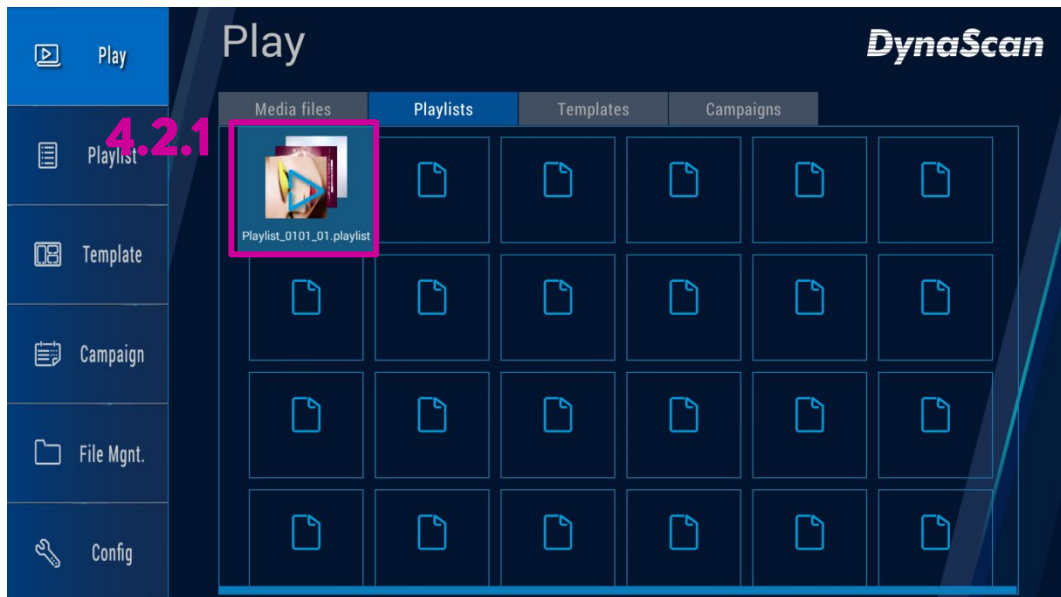 Play
Play
DynaScan
Media files
Playlists
Templates
Campaigns
4.2.1
Playlist
Playlist_0101_01.playlist
Template
Campaign
File Mgnt.
Config